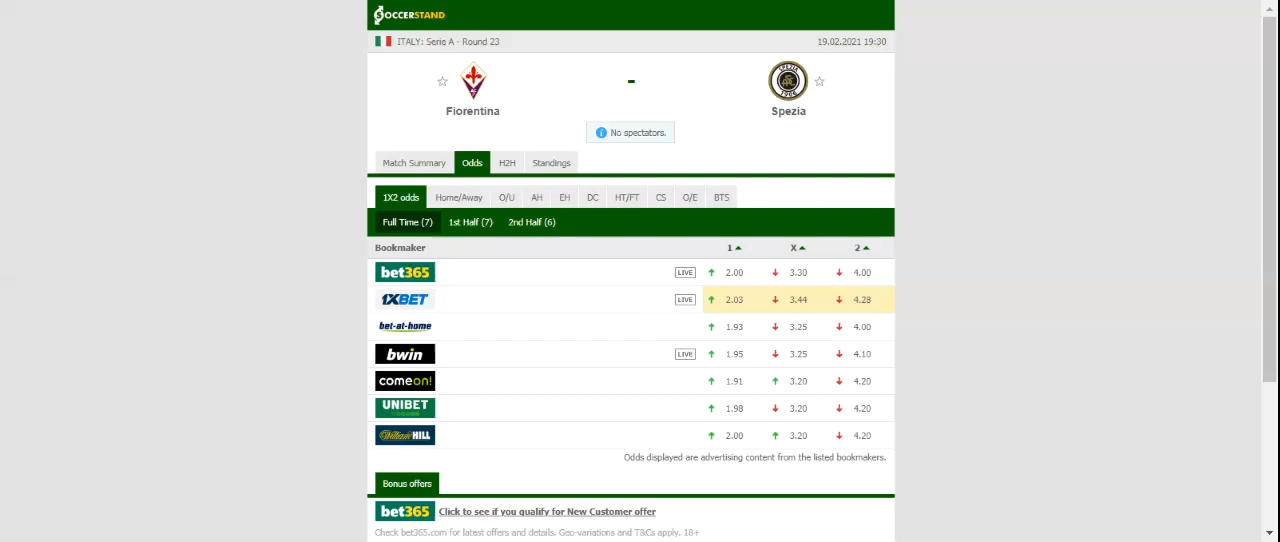 SOCCERSTAND
ITALY: Serie A - Round 23 19.02.2021 19:30
SPEZIA
1906
-
Fiorentina Spezia
No spectators.
Match Summary Odds H2H Standings
1X2 odds Home/Away O/U AH EH DC HT/FT CS O/E BTS
Full Time (7) 1st Half (7) 2nd Half (6)
Bookmaker 1 X 2
bet365 LIVE 2.00 3.30 4.00
1XBET LIVE 2.03 3.44 4.28
bet-at-home 1.93 3.25 4.00
bwin LIVE 1.95 3.25 4.10
comeon! 1.91 3.20 4.20
UNIBET 1.98 3.20 4.20
William HILL 2.00 3.20 4.20
Odds displayed are advertising content from the listed bookmakers.
Bonus offers
bet365 Click to see if you qualify for New Customer offer
Check bet365.com for latest offers and details. Geo-variations and T&Cs apply. 18+